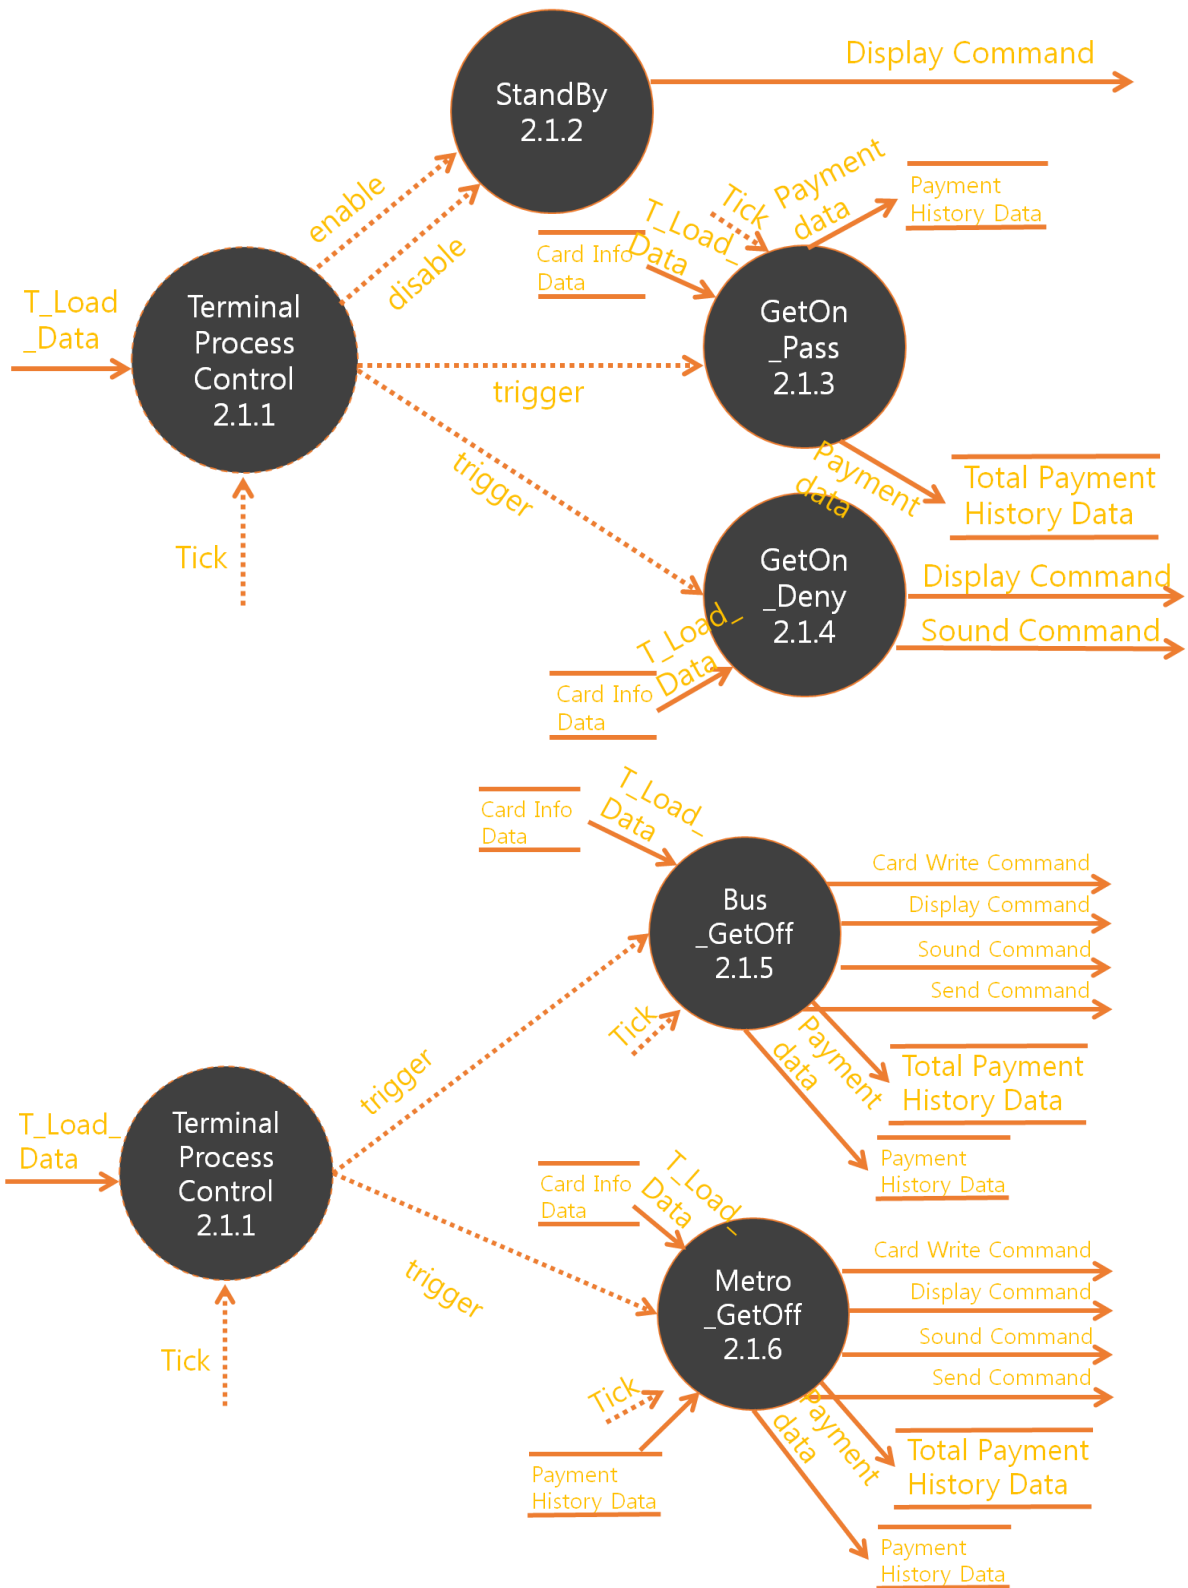 Display Command
StandBy
2.1.2
enable
disable
Tick
Payment
data
Payment
History Data
T_Load_
Data
Card Info
Data
T_Load
_Data
Terminal
Process
Control
2.1.1
GetOn
_Pass
2.1.3
trigger
trigger
Payment
data
Total Payment
History Data
Tick
GetOn
_Deny
2.1.4
Display Command
Sound Command
T_Load_
Data
Card Info
Data
T_Load_
Data
Card Info
Data
Bus
_GetOff
2.1.5
Card Write Command
Display Command
Sound Command
Send Command
Tick
Payment
data
Total Payment
History Data
Payment
History Data
trigger
T_Load_
Data
Terminal
Process
Control
2.1.1
Card Info
Data
T_Load_
Data
trigger
Tick
Metro
_GetOff
2.1.6
Card Write Command
Display Command
Sound Command
Send Command
Tick
Payment
data
Total Payment
History Data
Payment
History Data
Payment
History Data